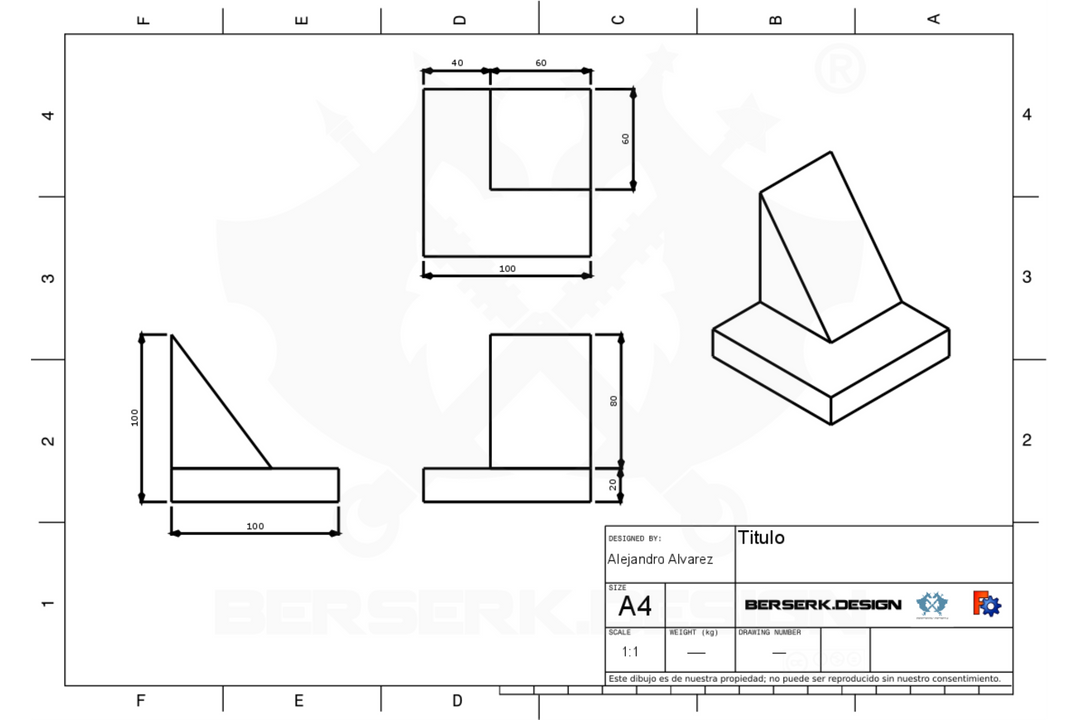 F E D C B A
®
40 60
4 4
60
3 3
100
100
80
2 2
20
100
DESIGNED BY:
Alejandro Alvarez
Titulo
SIZE
A4
BERSERK.DESIGN
1
BERSERK.DESIGN
SCALE
1:1
WEIGHT (kg)
—
DRAWING NUMBER
—
Este dibujo es de nuestra propiedad; no puede ser reproducido sin nuestro consentimiento.
F E D